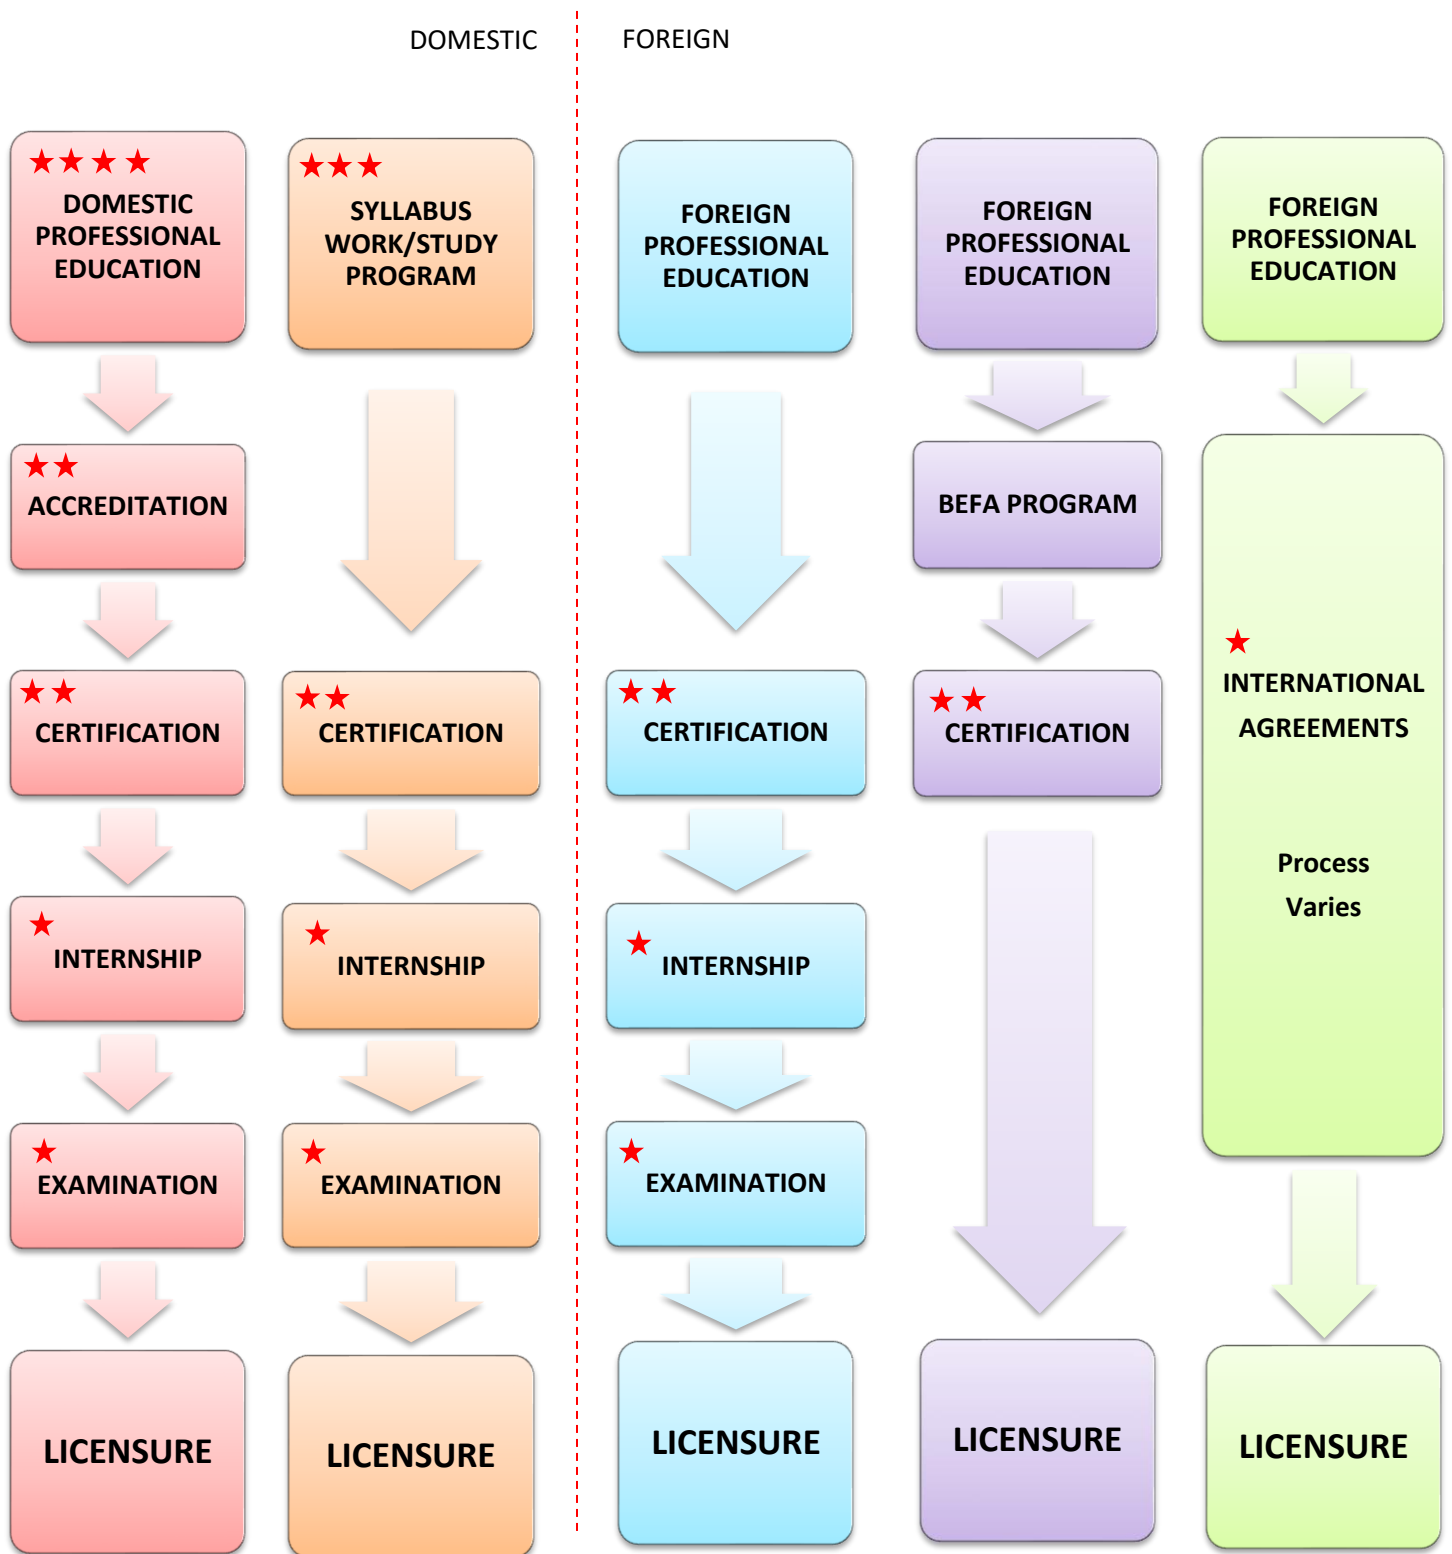 DOMESTIC
FOREIGN
DOMESTIC
PROFESSIONAL
EDUCATION
ACCREDITATION
CERTIFICATION
INTERNSHIP
EXAMINATION
LICENSURE
SYLLABUS
WORK/STUDY
PROGRAM
CERTIFICATION
INTERNSHIP
EXAMINATION
LICENSURE
FOREIGN
PROFESSIONAL
EDUCATION
CERTIFICATION
INTERNSHIP
EXAMINATION
LICENSURE
FOREIGN
PROFESSIONAL
EDUCATION
BEFA PROGRAM
CERTIFICATION
LICENSURE
FOREIGN
PROFESSIONAL
EDUCATION
INTERNATIONAL
AGREEMENTS
Process
Varies
LICENSURE